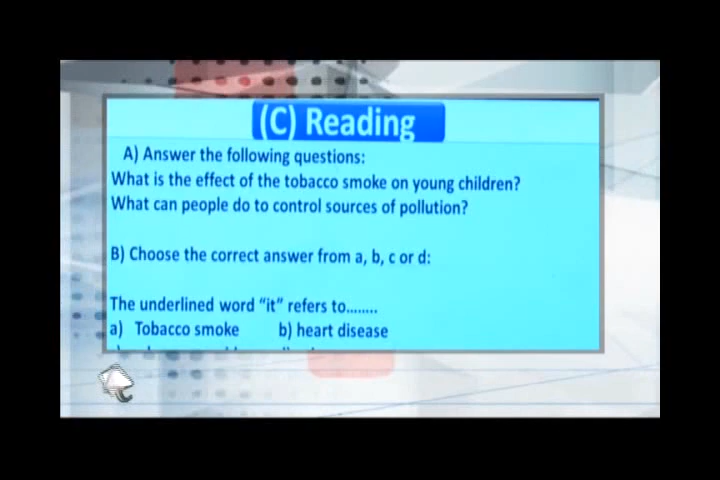 (C) Reading
A) Answer the following questions:
What is the effect of the tobacco smoke on young children?
What can people do to control sources of pollution?
B) Choose the correct answer from a, b, c or d:
The underlined word “it” refers to........
a) Tobacco smoke b) heart disease